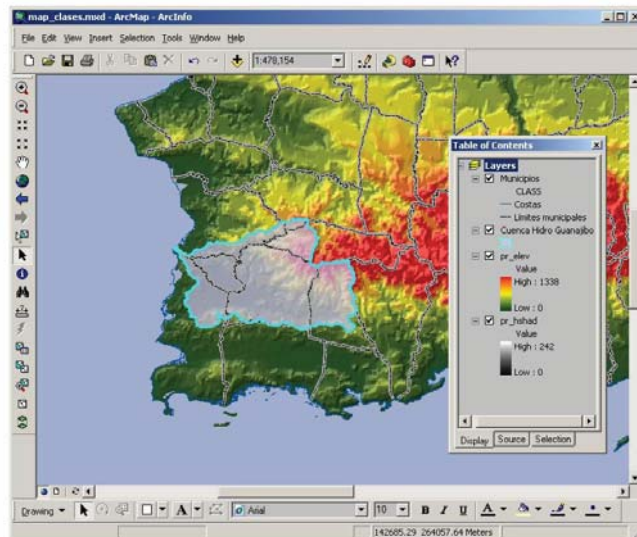 map_clases.mxd - ArcMap - ArcInfo
File Edit View Insert Selection Tools Window Help
1:478,154
Table of Contents
Layers
Municipios
CLASS
Costas
Límites municipales
Cuenca Hidro Guanajibo
pr_elev
Value
High : 1338
Low : 0
pr_hshad
Value
High : 242
Low : 0
Display Source Selection
Drawing A Arial 10 B I U A
142685.29 264057.64 Meters